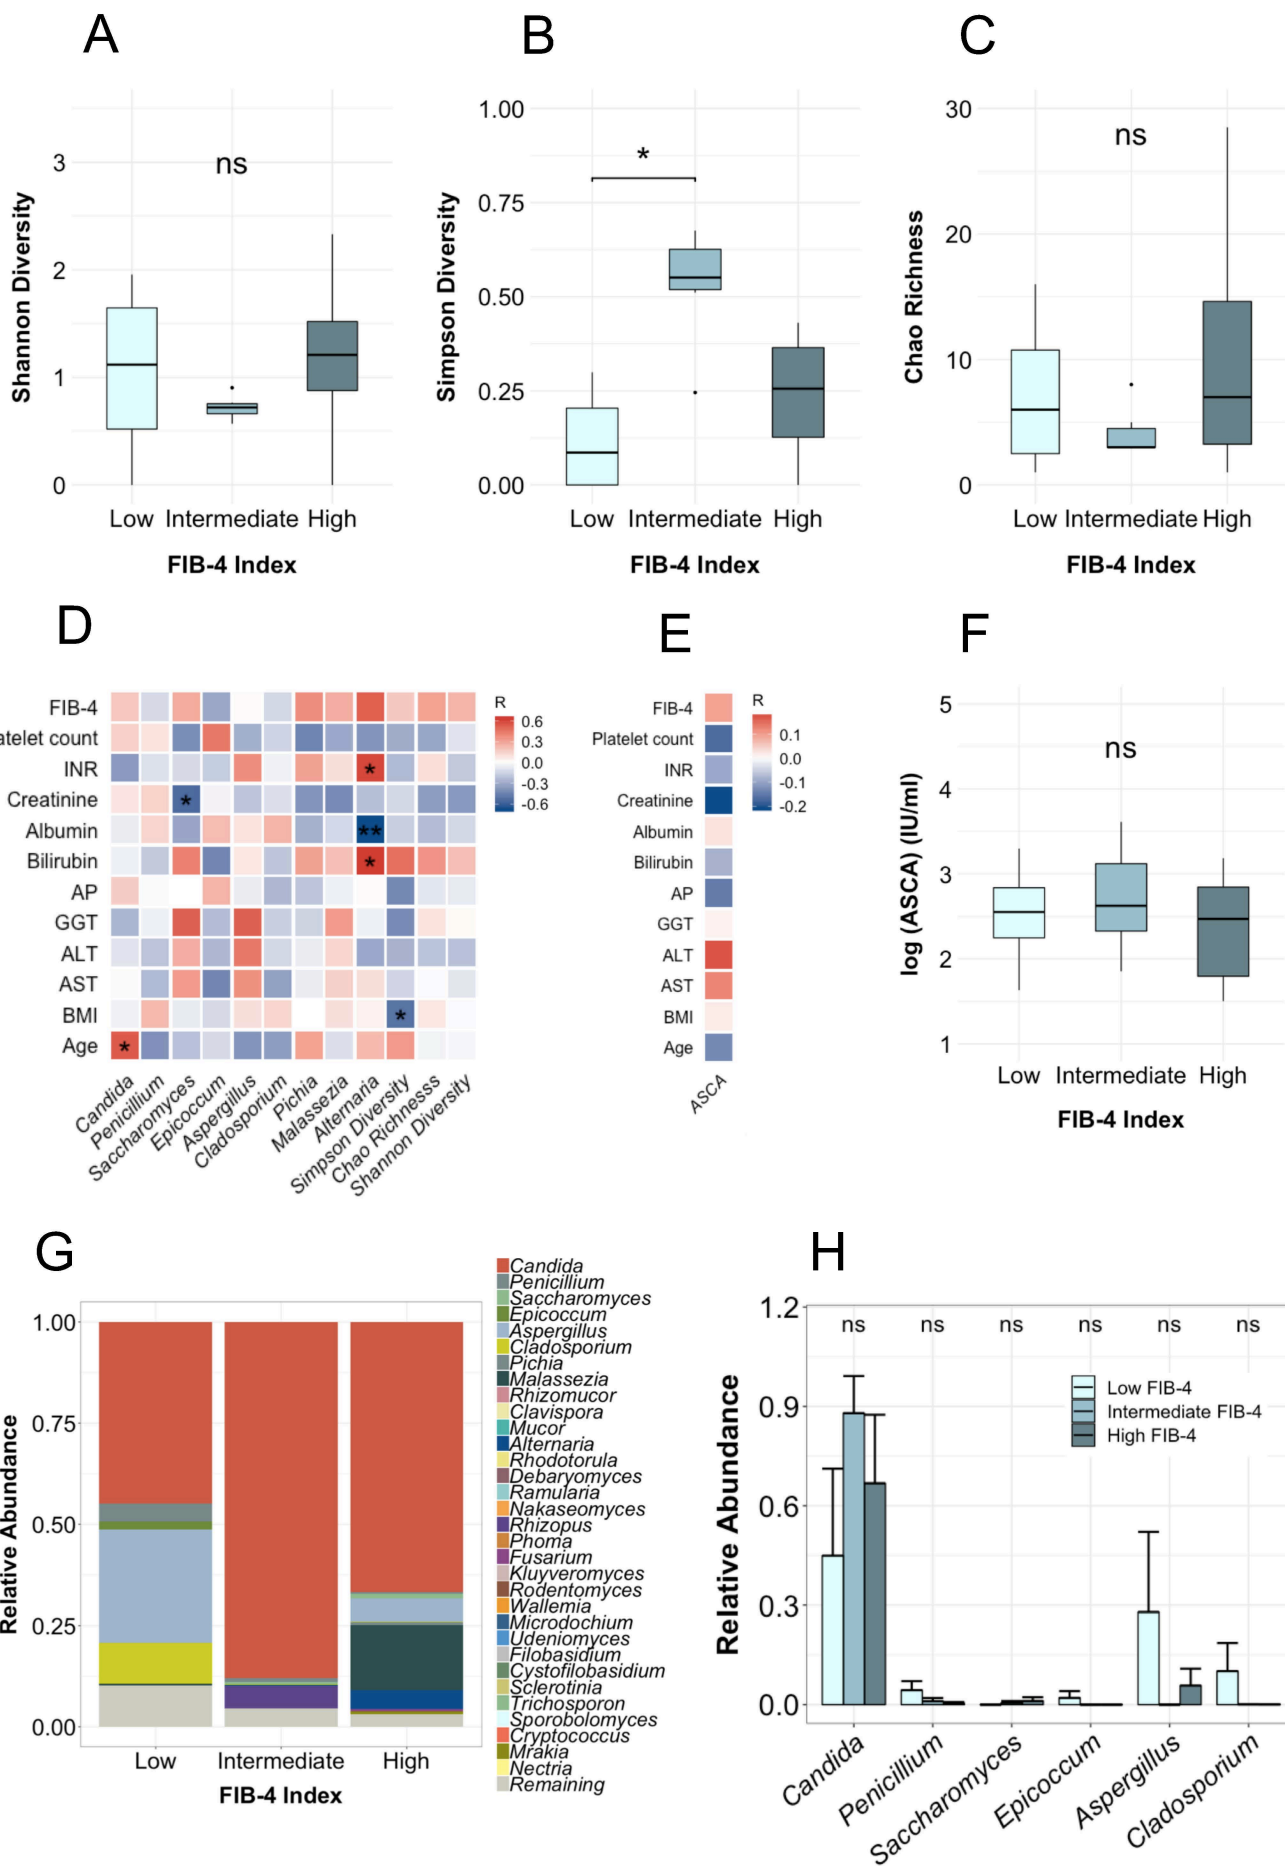 A
B
C
Shannon Diversity
3
2
1
0
ns
Low Intermediate High
FIB-4 Index
Simpson Diversity
1.00
0.75
0.50
0.25
0.00
*
Low Intermediate High
FIB-4 Index
Chao Richness
30
20
10
0
ns
Low Intermediate High
FIB-4 Index
D
E
F
FIB-4
atelet count
INR
Creatinine
Albumin
Bilirubin
AP
GGT
ALT
AST
BMI
Age
*
*
**
*
*
*
Candida
Penicillium
Saccharomyces
Epicoccum
Aspergillus
Cladosporium
Pichia
Malassezia
Alternaria
Simpson Diversity
Chao Richnesss
Shannon Diversity
R
0.6
0.3
0.0
-0.3
-0.6
FIB-4
Platelet count
INR
Creatinine
Albumin
Bilirubin
AP
GGT
ALT
AST
BMI
Age
ASCA
R
0.1
0.0
-0.1
-0.2
log (ASCA) (IU/ml)
5
4
3
2
1
ns
Low Intermediate High
FIB-4 Index
G
H
Relative Abundance
1.00
0.75
0.50
0.25
0.00
Low Intermediate High
FIB-4 Index
Candida
Penicillium
Saccharomyces
Epicoccum
Aspergillus
Cladosporium
Pichia
Malassezia
Rhizomucor
Clavispora
Mucor
Alternaria
Rhodotorula
Debaryomyces
Ramularia
Nakaseomyces
Rhizopus
Phoma
Fusarium
Kluyveromyces
Rodentomyces
Wallemia
Microdochium
Udeniomyces
Filobasidium
Cystofilobasidium
Sclerotinia
Trichosporon
Sporobolomyces
Cryptococcus
Mrakia
Nectria
Remaining
Relative Abundance
1.2
0.9
0.6
0.3
0.0
ns ns ns ns ns ns
Low FIB-4
Intermediate FIB-4
High FIB-4
Candida
Penicillium
Saccharomyces
Epicoccum
Aspergillus
Cladosporium